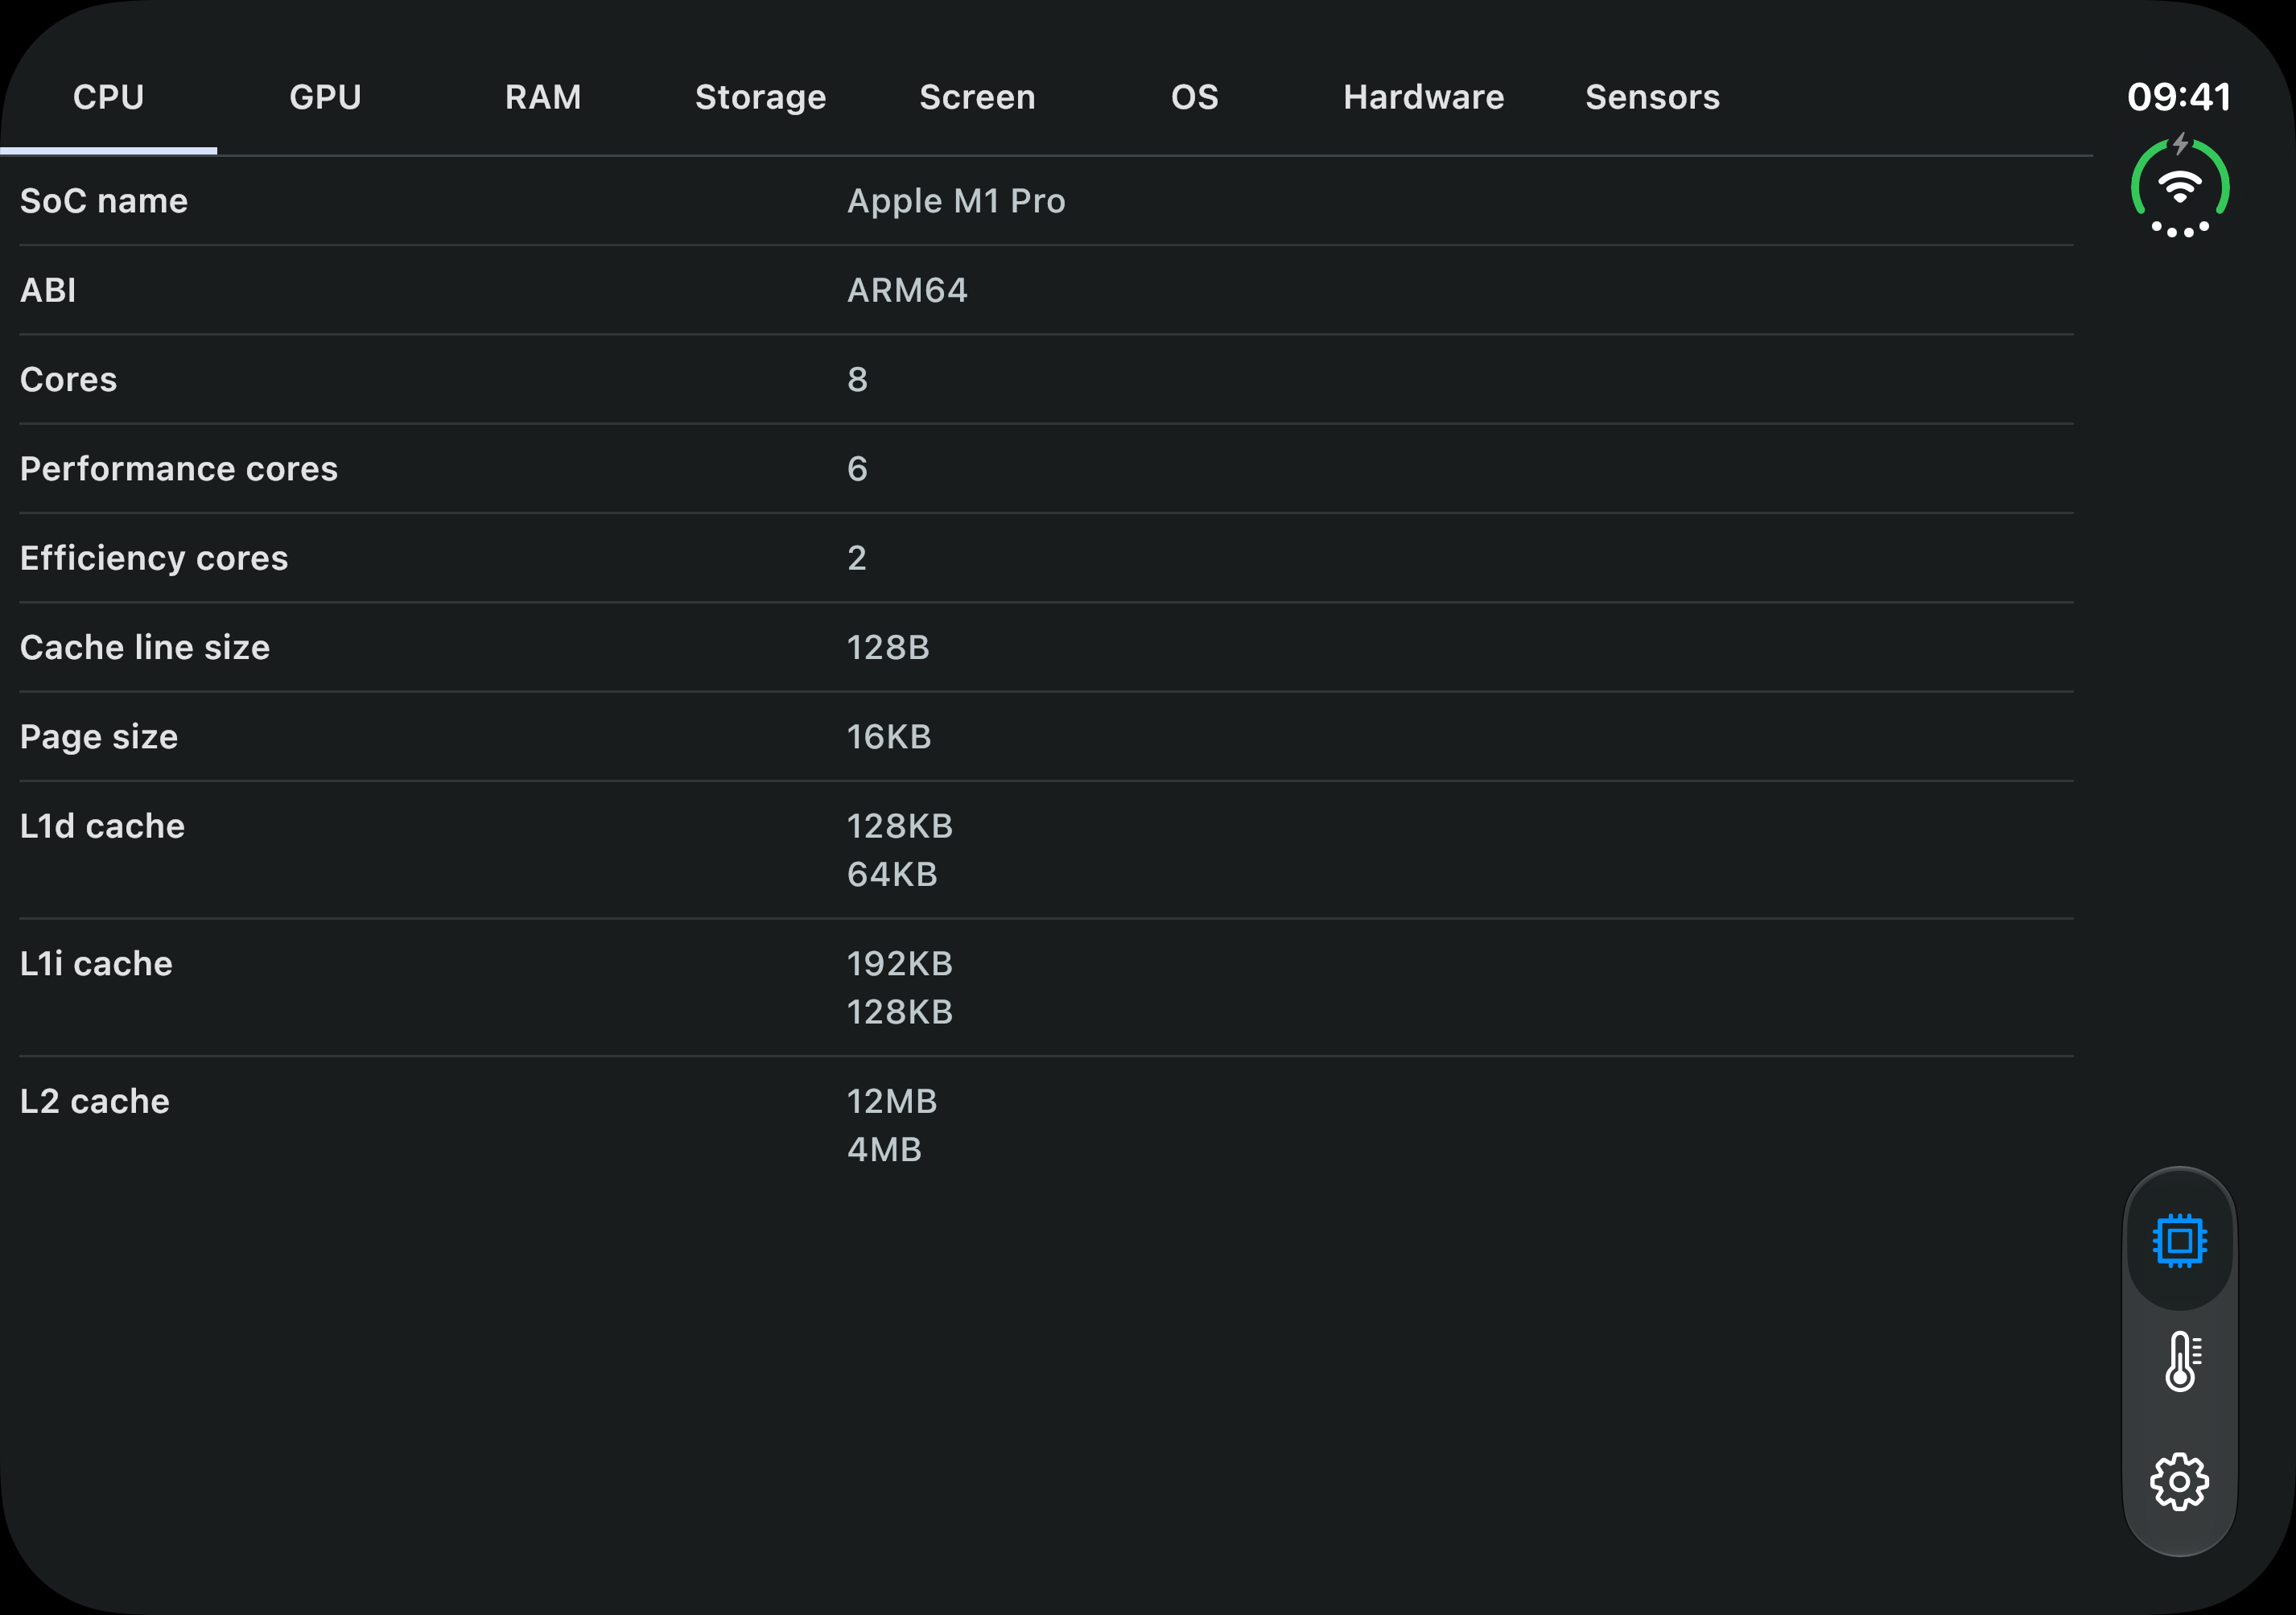 CPU GPU RAM Storage Screen OS Hardware Sensors
09:41
SoC name Apple M1 Pro
ABI ARM64
Cores 8
Performance cores 6
Efficiency cores 2
Cache line size 128B
Page size 16KB
L1d cache 128KB
64KB
L1i cache 192KB
128KB
L2 cache 12MB
4MB